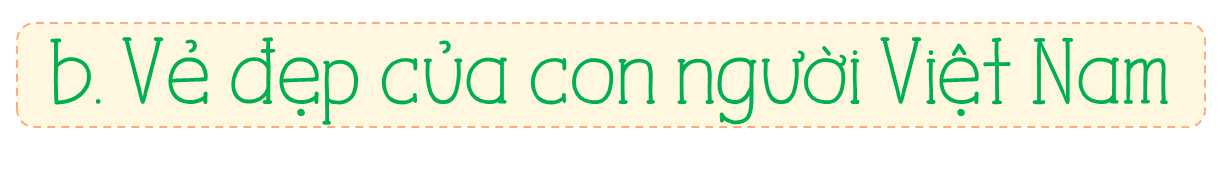 b. Vẻ đẹp của con người Việt Nam